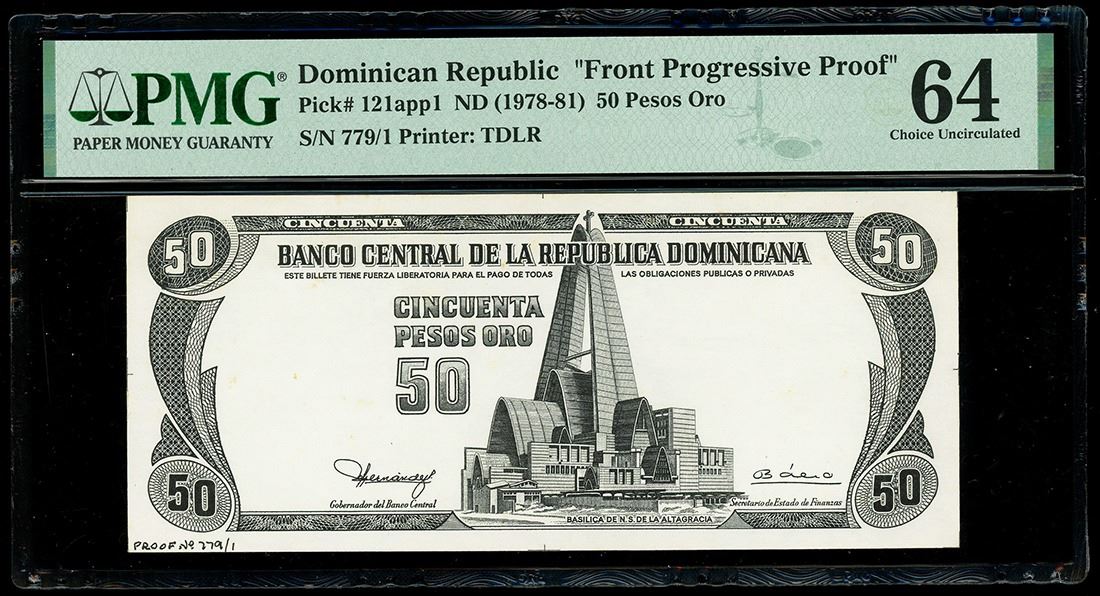 PMG®
PAPER MONEY GUARANTY
Dominican Republic "Front Progressive Proof"
Pick# 121app1 ND (1978-81) 50 Pesos Oro
S/N 779/1 Printer: TDLR
64
Choice Uncirculated
CINCUENTA CINCUENTA
50 50
BANCO CENTRAL DE LA REPUBLICA DOMINICANA
ESTE BILLETE TIENE FUERZA LIBERATORIA PARA EL PAGO DE TODAS LAS OBLIGACIONES PUBLICAS O PRIVADAS
CINCUENTA
PESOS ORO
50
50 50
Gobernador del Banco Central
Secretario de Estado de Finanzas
BASILICA DE N.S. DE LA ALTAGRACIA
PROOF No 779/1